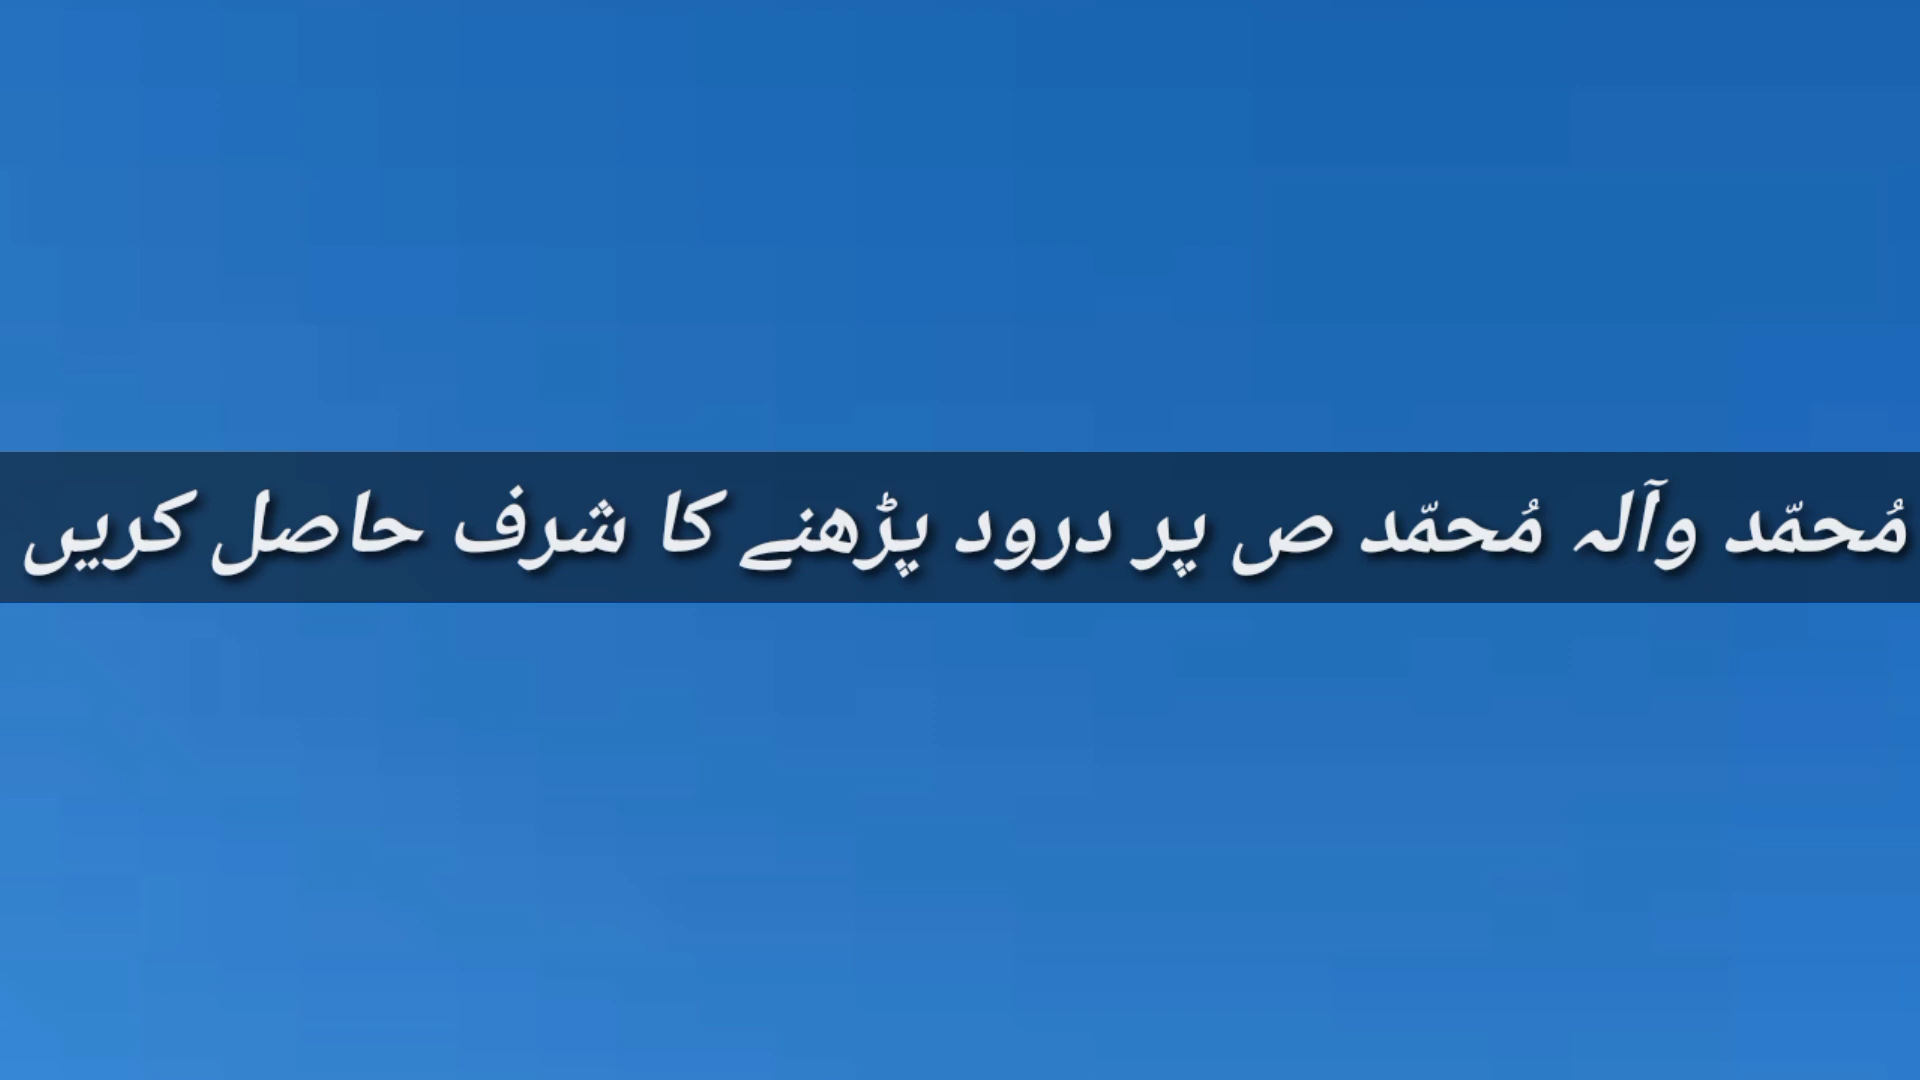 مُحمّد وآلہ مُحمّد ص پر درود پڑھنے کا شرف حاصل کریں